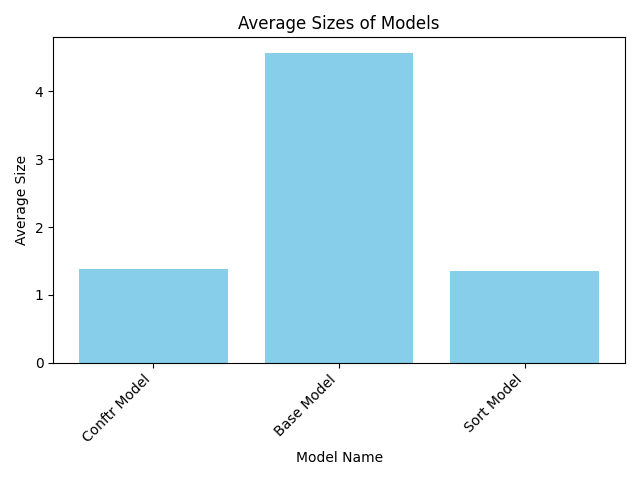 Average Sizes of Models
Average Size
4
3
2
1
0
Conftr Model
Base Model
Sort Model
Model Name